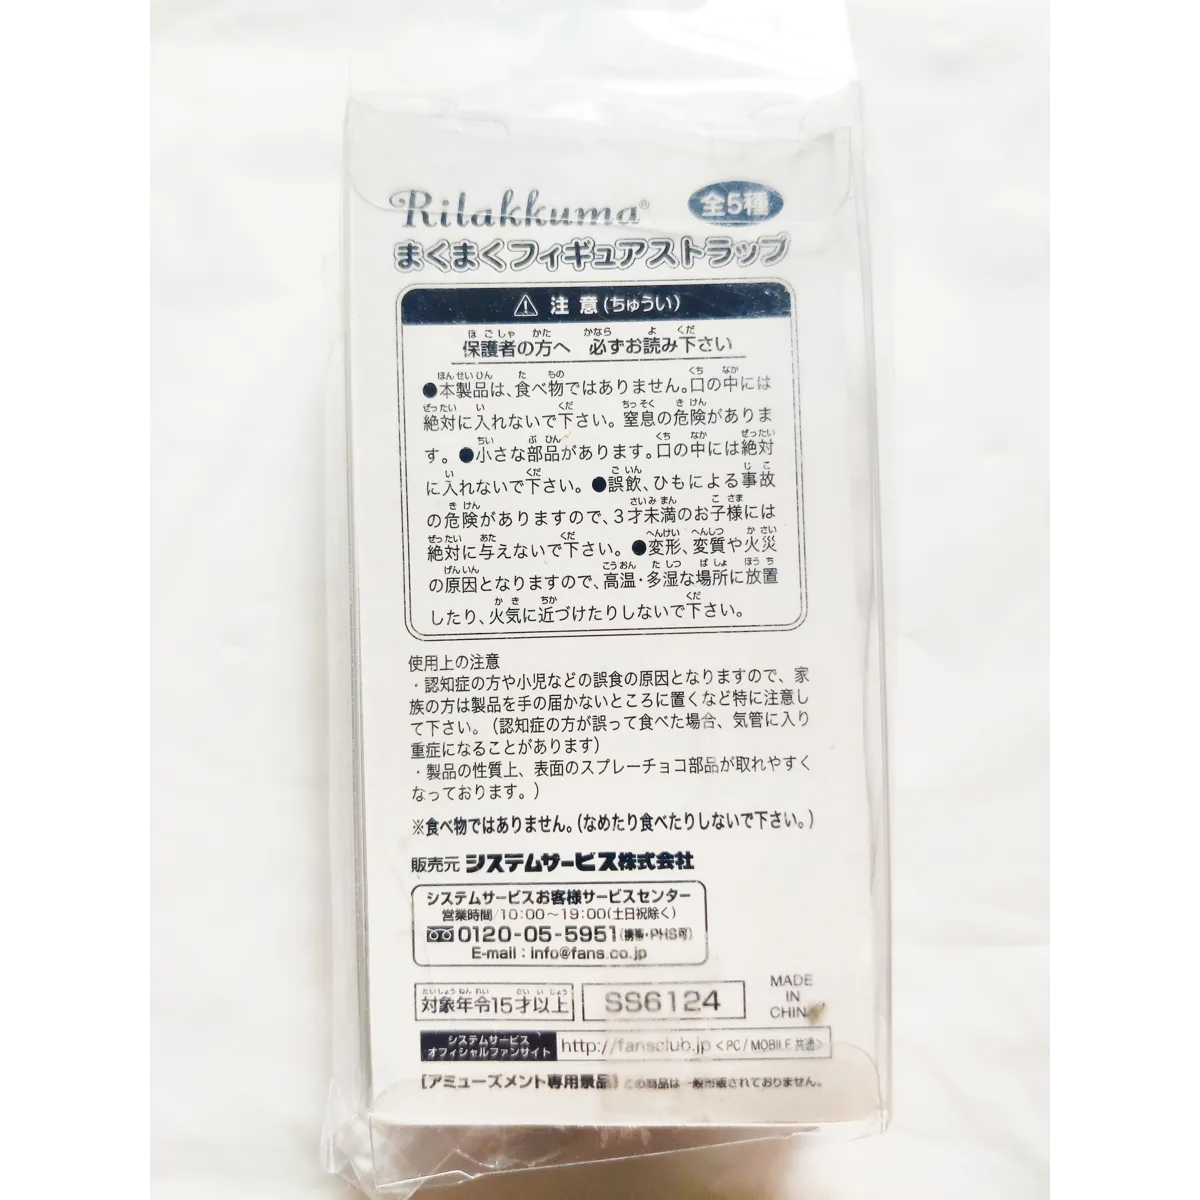 Rilakkuma® 全5種
まくまくフィギュアストラップ
⚠ 注意(ちゅうい)
保護者の方へ 必ずお読み下さい
●本製品は、食べ物ではありません。口の中には
絶対に入れないで下さい。窒息の危険がありま
す。●小さな部品があります。口の中には絶対
に入れないで下さい。●誤飲、ひもによる事故
の危険がありますので、3才未満のお子様には
絶対に与えないで下さい。●変形、変質や火災
の原因となりますので、高温・多湿な場所に放置
したり、火気に近づけたりしないで下さい。
使用上の注意
・認知症の方や小児などの誤食の原因となりますので、家
族の方は製品を手の届かないところに置くなど特に注意し
て下さい。(認知症の方が誤って食べた場合、気管に入り
重症になることがあります)
・製品の性質上、表面のスプレーチョコ部品が取れやすく
なっております。)
※食べ物ではありません。(なめたり食べたりしないで下さい。)
販売元 システムサービス株式会社
システムサービスお客様サービスセンター
営業時間/10:00~19:00(土日祝除く)
0120-05-5951(携帯・PHS可)
E-mail:info@fans.co.jp
対象年令15才以上 SS6124
MADE
IN
CHINA
システムサービス
オフィシャルファンサイト http://fansclub.jp <PC/MOBILE共通>
[アミューズメント専用景品] この商品は一般市販されておりません。